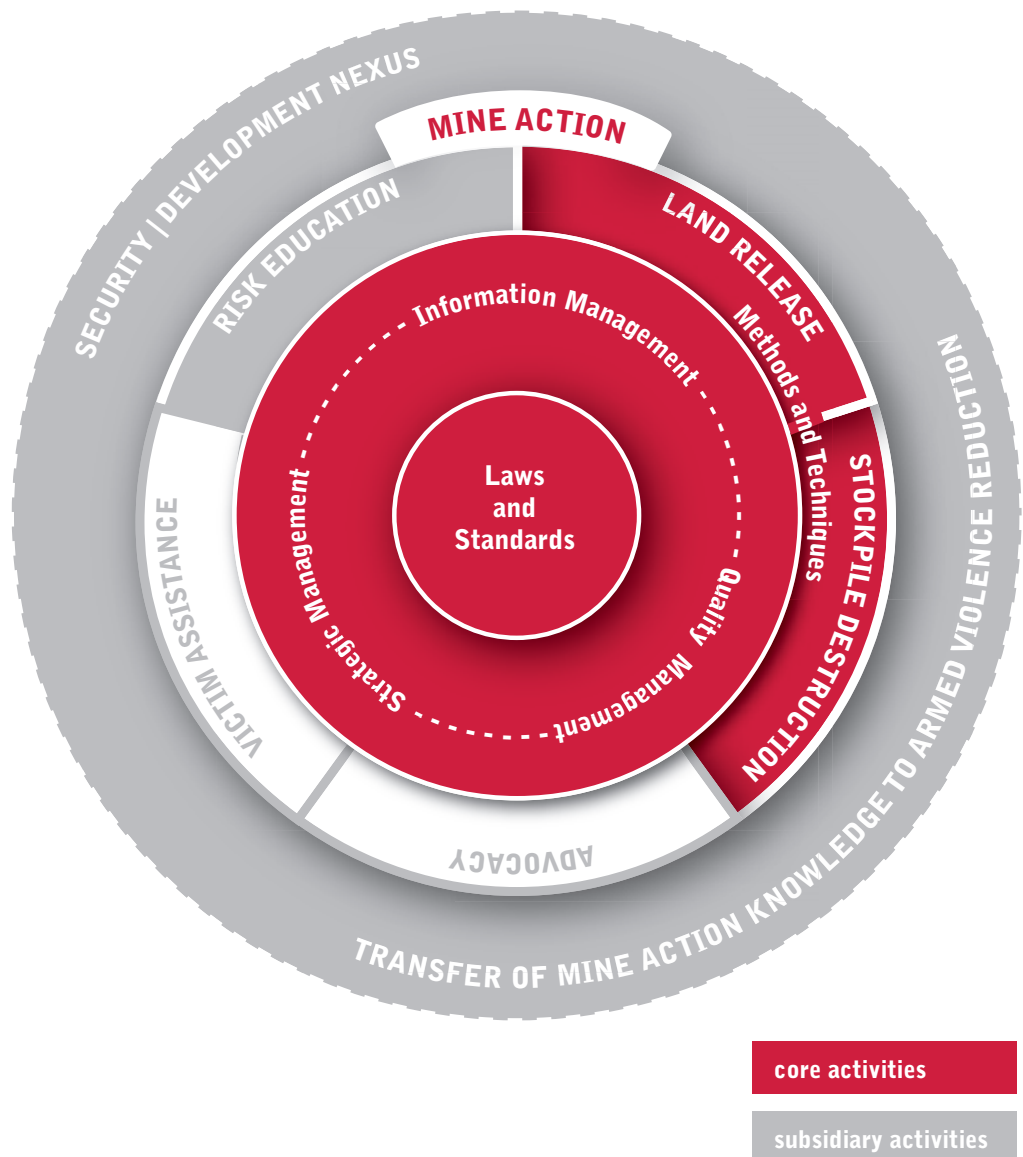 SECURITY | DEVELOPMENT NEXUS
MINE ACTION
RISK EDUCATION
LAND RELEASE
Methods and Techniques
STOCKPILE DESTRUCTION
ADVOCACY
VICTIM ASSISTANCE
Information Management
Quality Management
Strategic Management
Laws
and
Standards
TRANSFER OF MINE ACTION KNOWLEDGE TO ARMED VIOLENCE REDUCTION
core activities
subsidiary activities